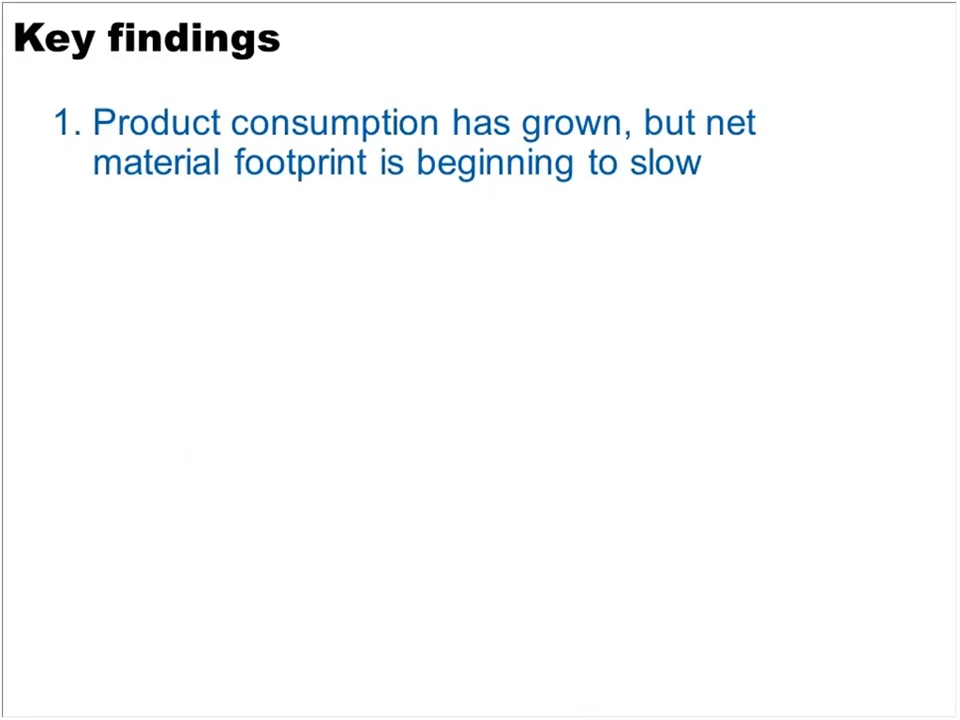 Key findings
1. Product consumption has grown, but net
material footprint is beginning to slow